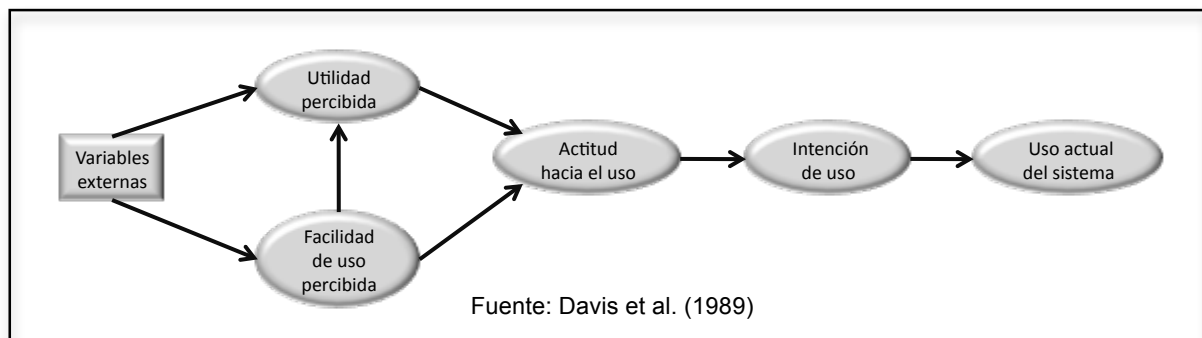 Variables
externas
Utilidad
percibida
Facilidad
de uso
percibida
Actitud
hacia el uso
Intención
de uso
Uso actual
del sistema
Fuente: Davis et al. (1989)